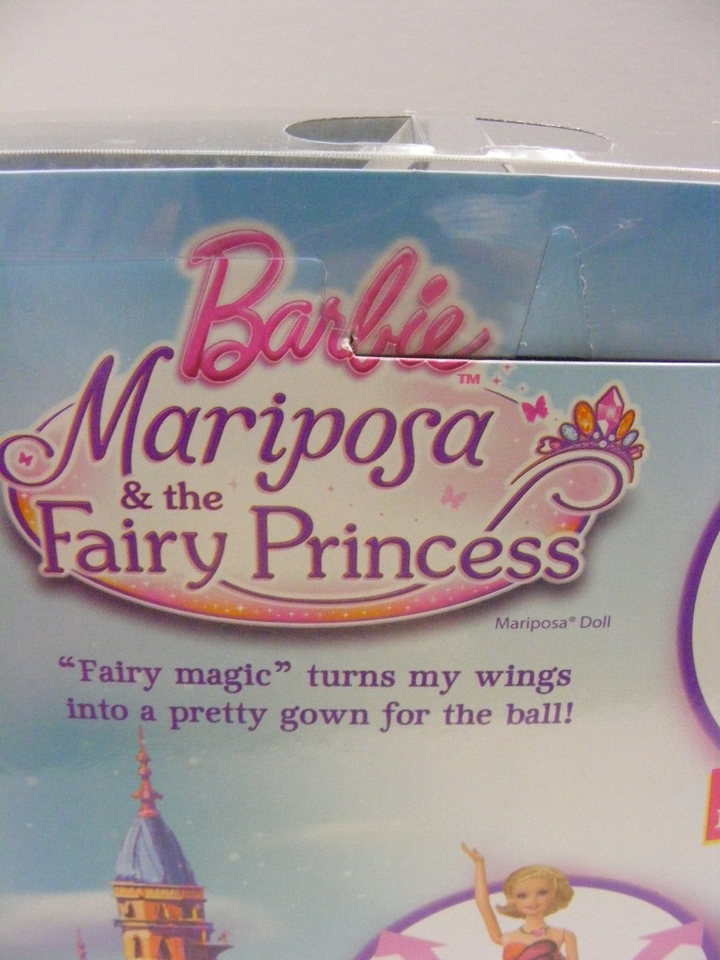 Barbie
TM
Mariposa
& the
Fairy Princess
Mariposa® Doll
“Fairy magic” turns my wings
into a pretty gown for the ball!